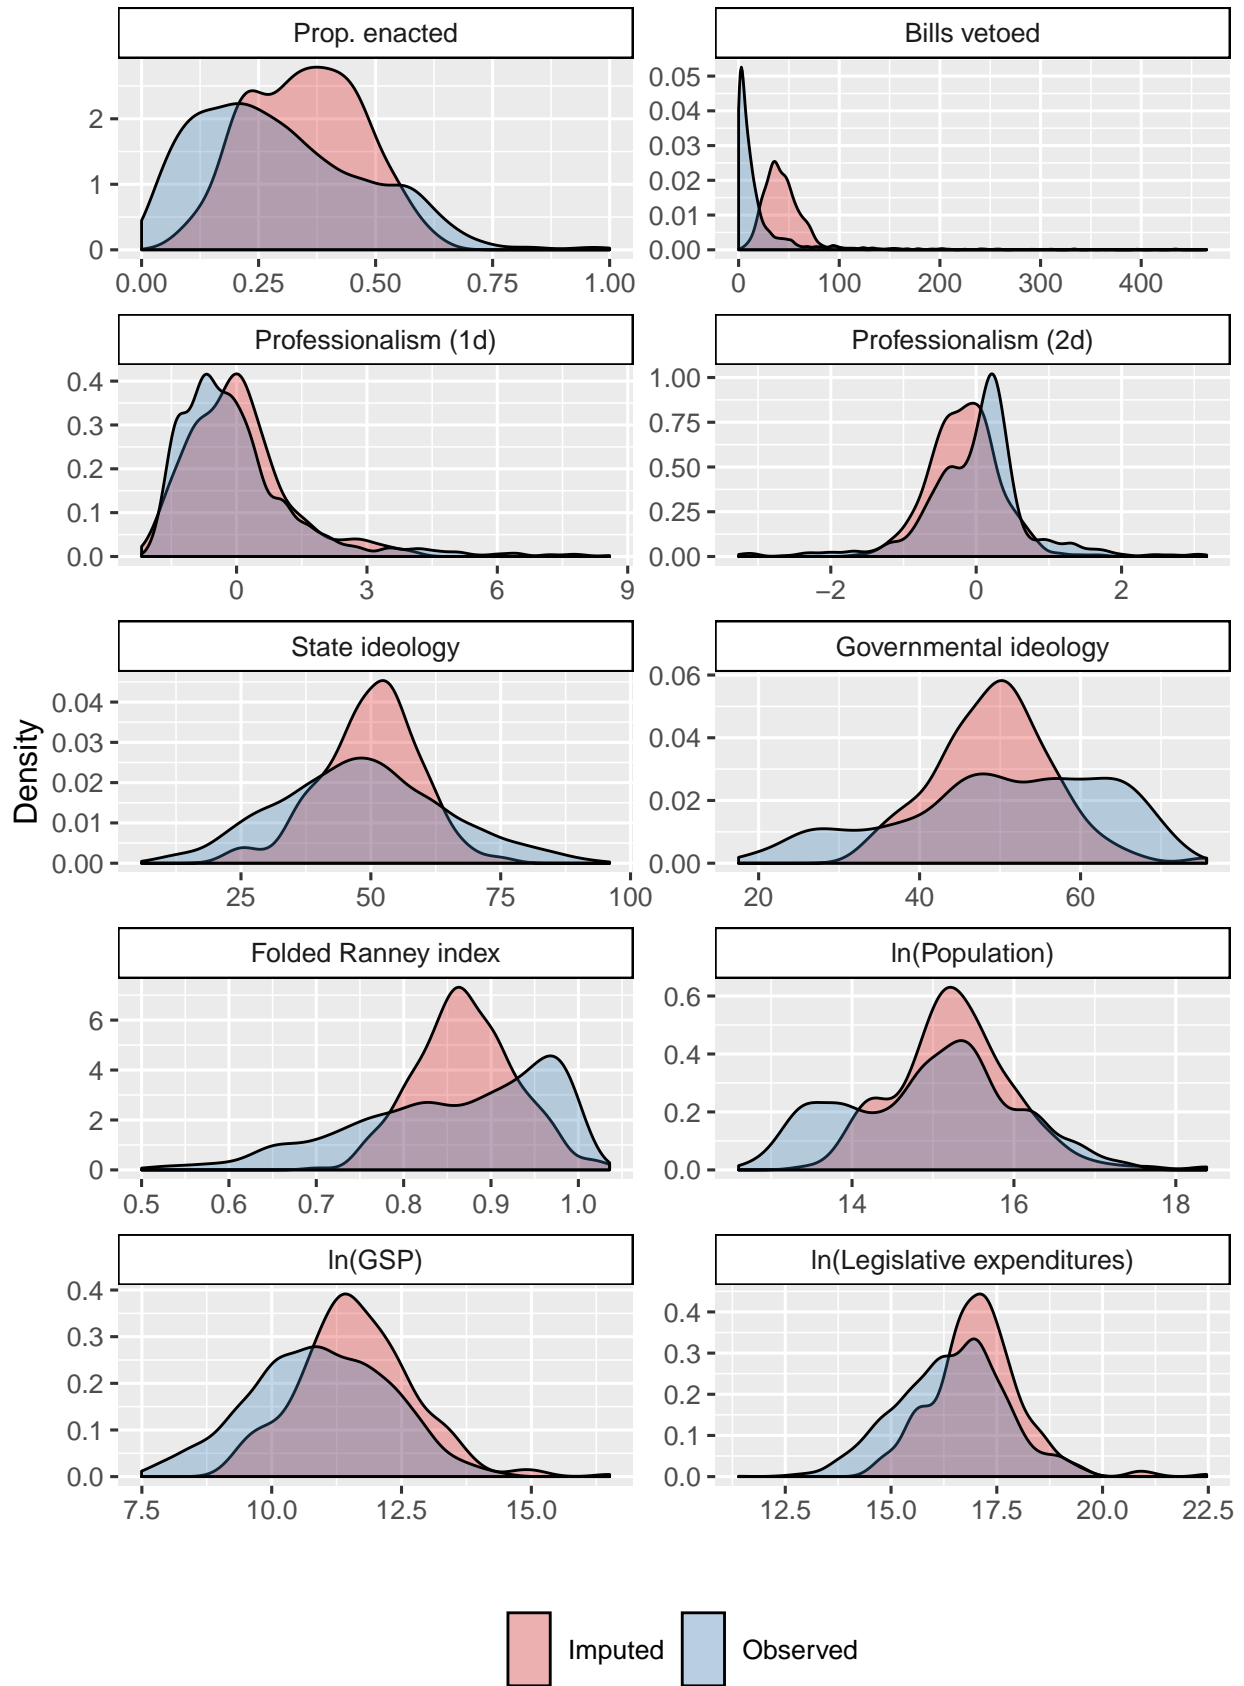 Prop. enacted
Bills vetoed
2
1
0
0.00 0.25 0.50 0.75 1.00
0.05
0.04
0.03
0.02
0.01
0.00
0 100 200 300 400
Professionalism (1d)
Professionalism (2d)
0.4
0.3
0.2
0.1
0.0
0 3 6 9
1.00
0.75
0.50
0.25
0.00
−2 0 2
State ideology
Governmental ideology
Density
0.04
0.03
0.02
0.01
0.00
25 50 75 100
0.06
0.04
0.02
0.00
20 40 60
Folded Ranney index
ln(Population)
6
4
2
0
0.5 0.6 0.7 0.8 0.9 1.0
0.6
0.4
0.2
0.0
14 16 18
ln(GSP)
ln(Legislative expenditures)
0.4
0.3
0.2
0.1
0.0
7.5 10.0 12.5 15.0
0.4
0.3
0.2
0.1
0.0
12.5 15.0 17.5 20.0 22.5
Imputed Observed